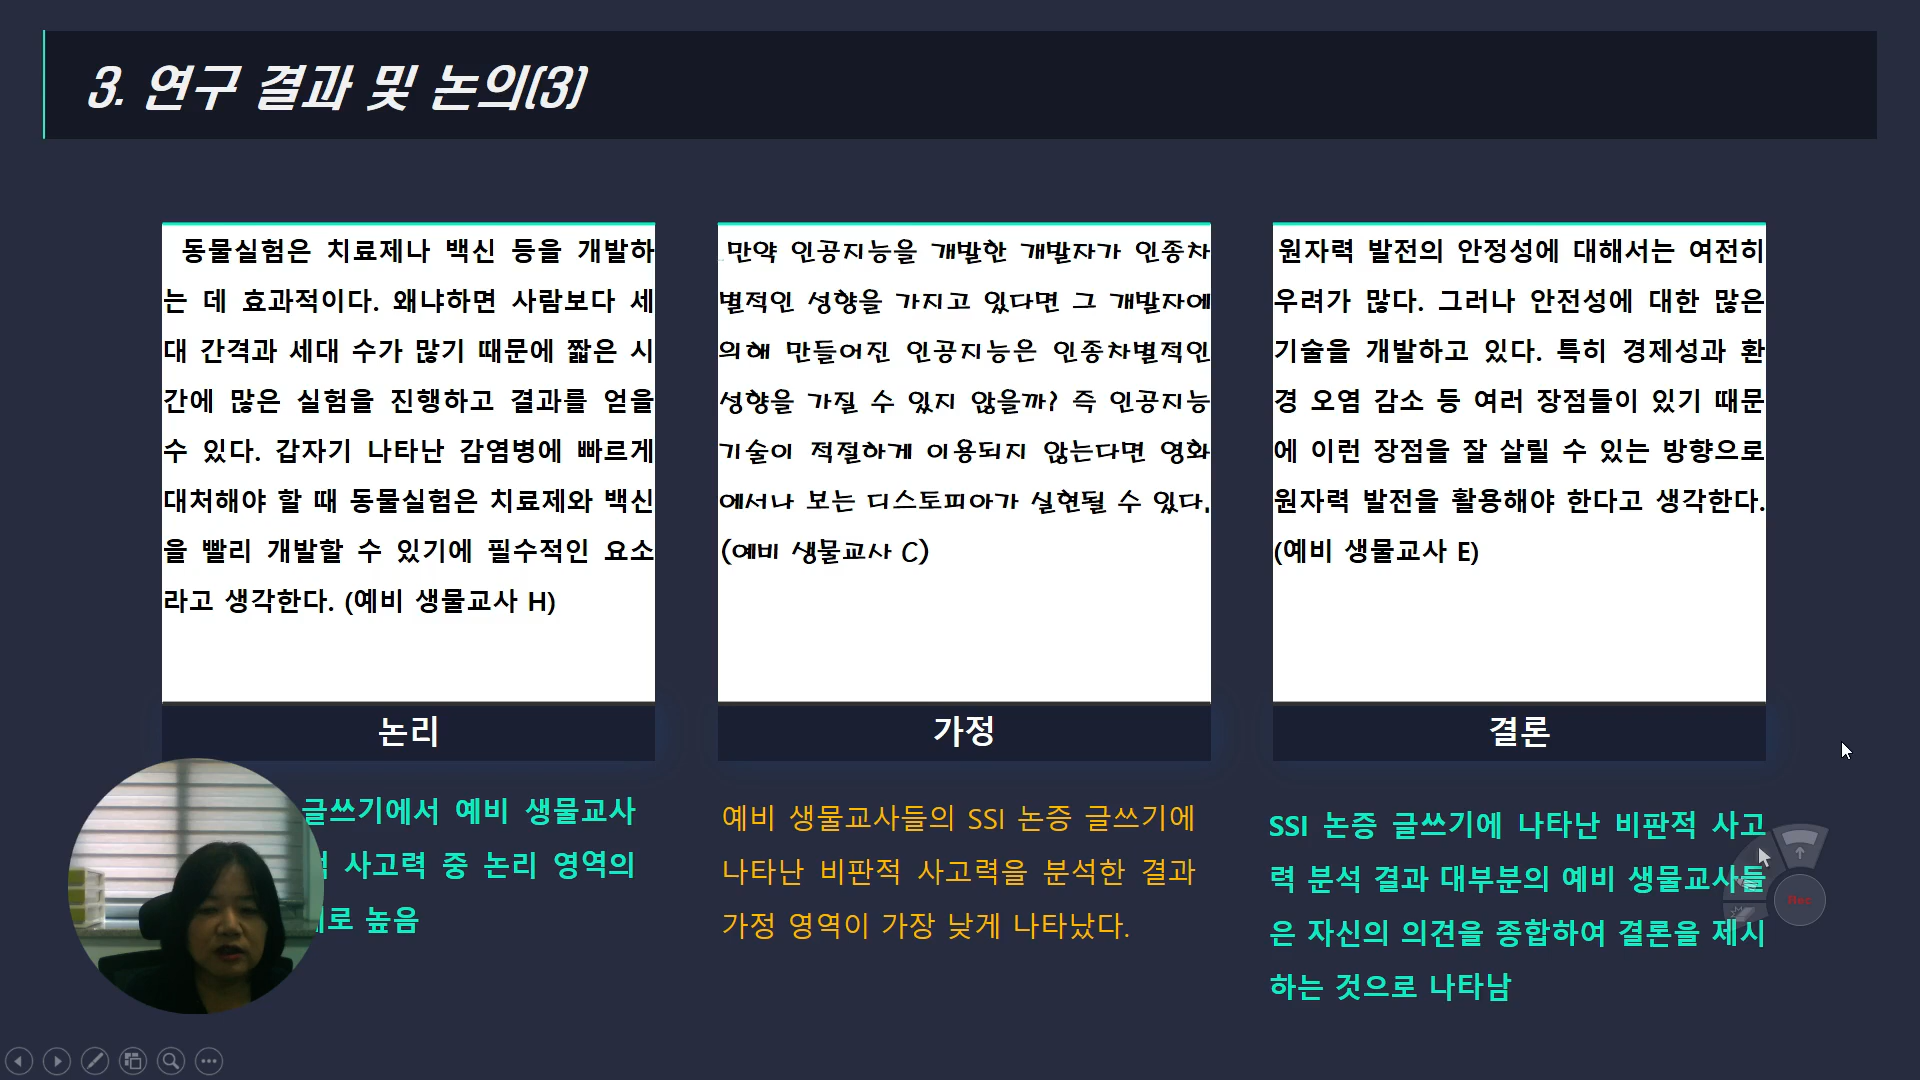 3. 연구 결과 및 논의(3)
동물실험은 치료제나 백신 등을 개발하
는 데 효과적이다. 왜냐하면 사람보다 세
대 간격과 세대 수가 많기 때문에 짧은 시
간에 많은 실험을 진행하고 결과를 얻을
수 있다. 갑자기 나타난 감염병에 빠르게
대처해야 할 때 동물실험은 치료제와 백신
을 빨리 개발할 수 있기에 필수적인 요소
라고 생각한다. (예비 생물교사 H)
논리
글쓰기에서 예비 생물교사
사고력 중 논리 영역의
높음
만약 인공지능을 개발한 개발자가 인종차
별적인 성향을 가지고 있다면 그 개발자에
의해 만들어진 인공지능은 인종차별적인
성향을 가질 수 있지 않을까? 즉 인공지능
기술이 적절하게 이용되지 않는다면 영화
에서나 보는 디스토피아가 실현될 수 있다.
(예비 생물교사 C)
가정
예비 생물교사들의 SSI 논증 글쓰기에
나타난 비판적 사고력을 분석한 결과
가정 영역이 가장 낮게 나타났다.
원자력 발전의 안정성에 대해서는 여전히
우려가 많다. 그러나 안전성에 대한 많은
기술을 개발하고 있다. 특히 경제성과 환
경 오염 감소 등 여러 장점들이 있기 때문
에 이런 장점을 잘 살릴 수 있는 방향으로
원자력 발전을 활용해야 한다고 생각한다.
(예비 생물교사 E)
결론
SSI 논증 글쓰기에 나타난 비판적 사고
력 분석 결과 대부분의 예비 생물교사들
은 자신의 의견을 종합하여 결론을 제시
하는 것으로 나타남
Rec